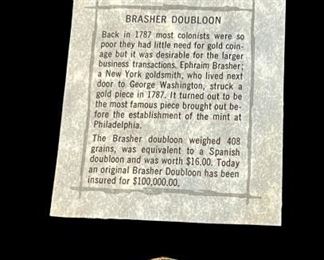 BRASHER DOUBLOON
Back in 1787 most colonists were so
poor they had little need for gold coin-
age but it was desirable for the larger
business transactions. Ephraim Brasher;
a New York goldsmith, who lived next
door to George Washington, struck a
gold piece in 1787. It turned out to be
the most famous piece brought out be-
fore the establishment of the mint at
Philadelphia.
The Brasher doubloon weighed 408
grains, was equivalent to a Spanish
doubloon and was worth $16.00. Today
an original Brasher Doubloon has been
insured for $100,000.00.